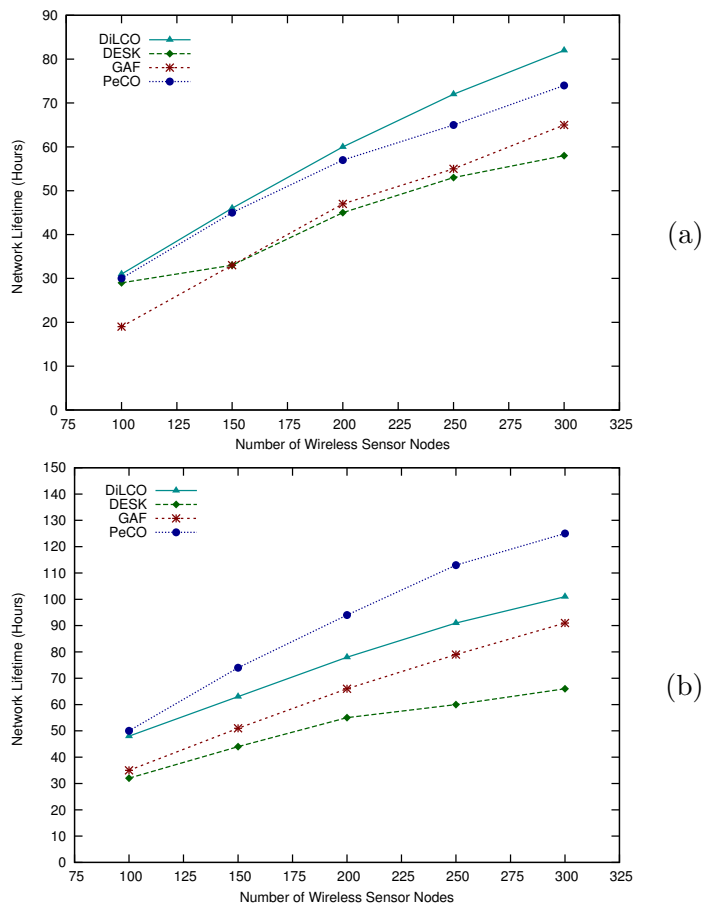 90
80
70
60
50
40
30
20
10
0
Network Lifetime (Hours)
DiLCO
DESK
GAF
PeCO
75 100 125 150 175 200 225 250 275 300 325
Number of Wireless Sensor Nodes
(a)
150
140
130
120
110
100
90
80
70
60
50
40
30
20
10
0
Network Lifetime (Hours)
DiLCO
DESK
GAF
PeCO
75 100 125 150 175 200 225 250 275 300 325
Number of Wireless Sensor Nodes
(b)